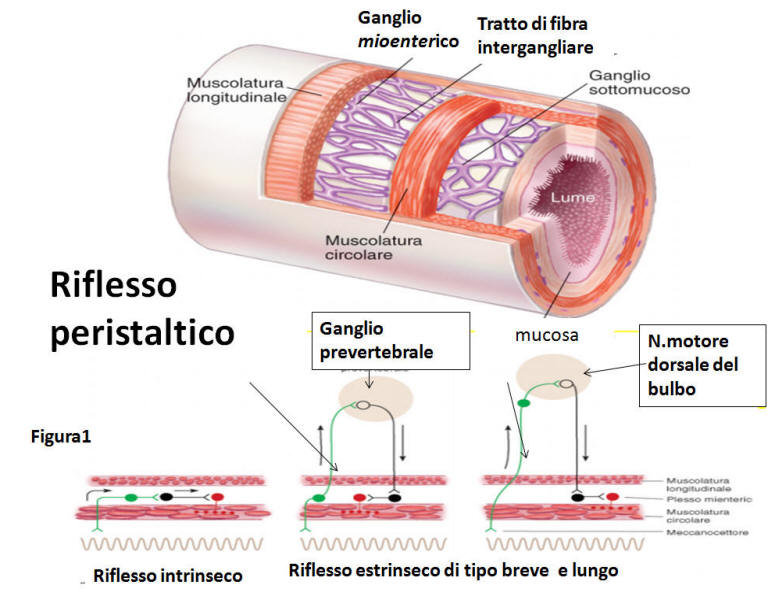 Ganglio
mioenterico
Tratto di fibra
intergangliare
Ganglio
sottomucoso
Muscolatura
longitudinale
Lume
Muscolatura
circolare
Riflesso
peristaltico
mucosa
Ganglio
prevertebrale
N.motore
dorsale del
bulbo
Figura1
Muscolatura
longitudinale
Plesso mienteric
Muscolatura
circolare
Meccanocettore
Riflesso intrinseco
Riflesso estrinseco di tipo breve e lungo